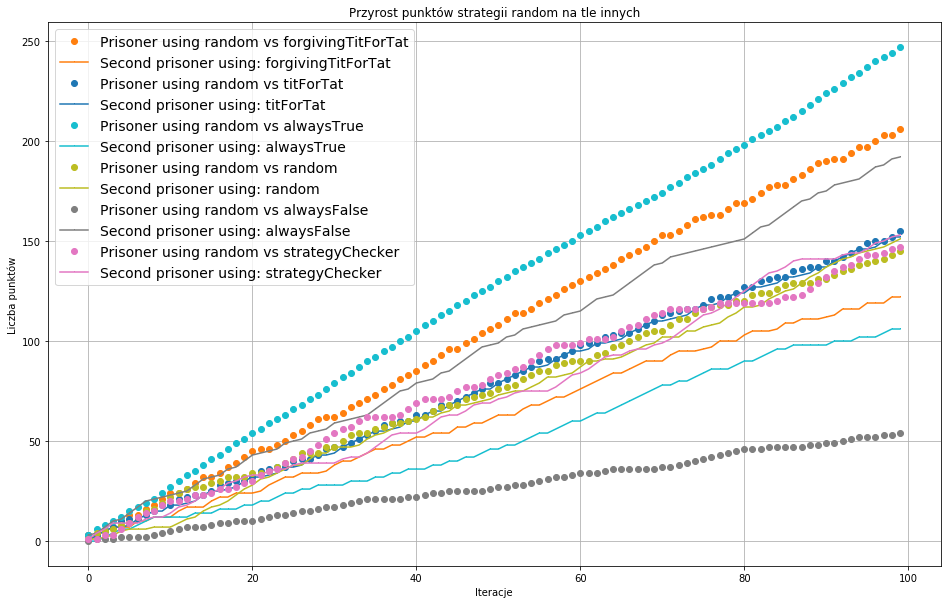 Przyrost punktów strategii random na tle innych
Prisoner using random vs forgivingTitForTat
Second prisoner using: forgivingTitForTat
Prisoner using random vs titForTat
Second prisoner using: titForTat
Prisoner using random vs alwaysTrue
Second prisoner using: alwaysTrue
Prisoner using random vs random
Second prisoner using: random
Prisoner using random vs alwaysFalse
Second prisoner using: alwaysFalse
Prisoner using random vs strategyChecker
Second prisoner using: strategyChecker
Liczba punktów
250
200
150
100
50
0
0 20 40 60 80 100
Iteracje